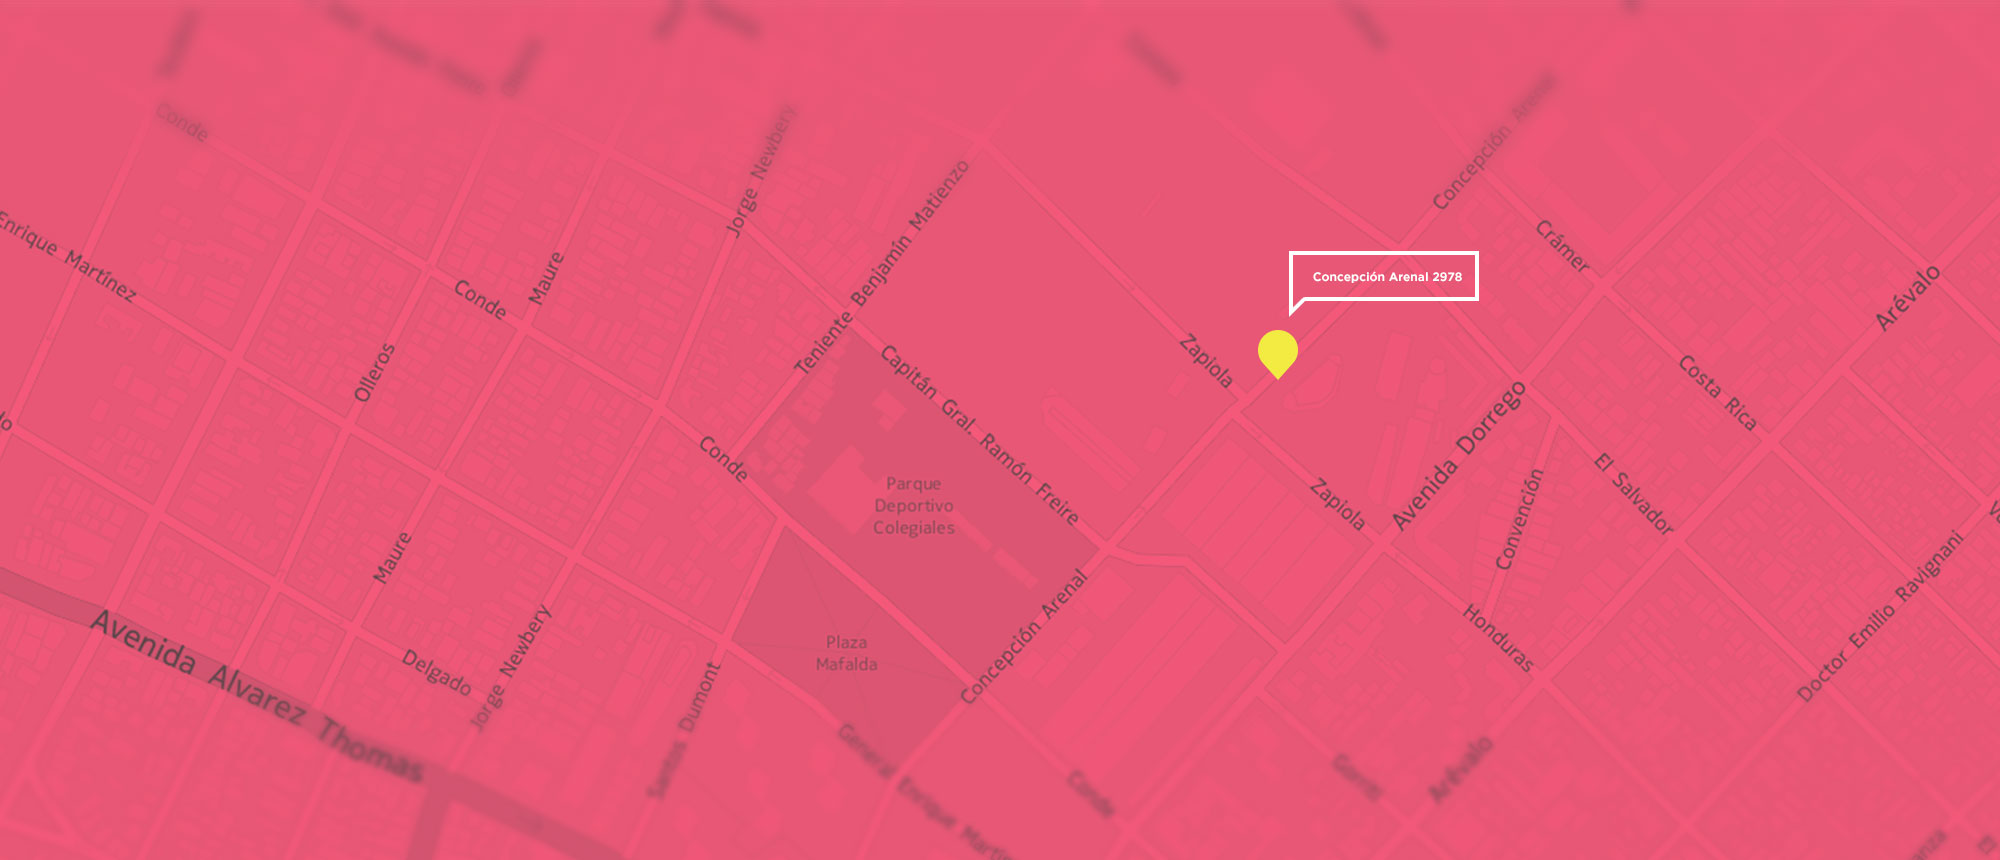 Conde
Jorge Newbery
Concepción Arenal
Teniente Benjamín Matienzo
Enrique Martínez
Maure
Conde
Crámer
Arévalo
Concepción Arenal 2978
Olleros
Capitán Gral. Ramón Freire
Zapiola
Costa Rica
Avenida Dorrego
Conde
Parque
Deportivo
Colegiales
Zapiola
El Salvador
Convención
Maure
Doctor Emilio Ravignani
Avenida Alvarez Thomas
Concepción Arenal
Honduras
Plaza
Mafalda
Delgado
Jorge Newbery
Santos Dumont
General Enrique Martín
Conde
Gorriti
Arévalo